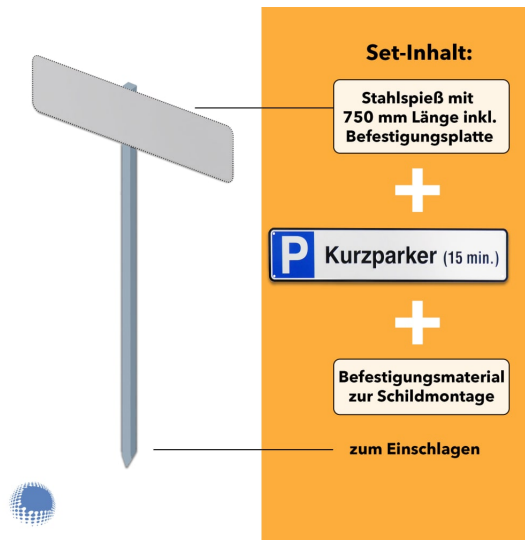 Set-Inhalt:
Stahlspieß mit
750 mm Länge inkl.
Befestigungsplatte
+
P Kurzparker (15 min.)
+
Befestigungsmaterial
zur Schildmontage
zum Einschlagen